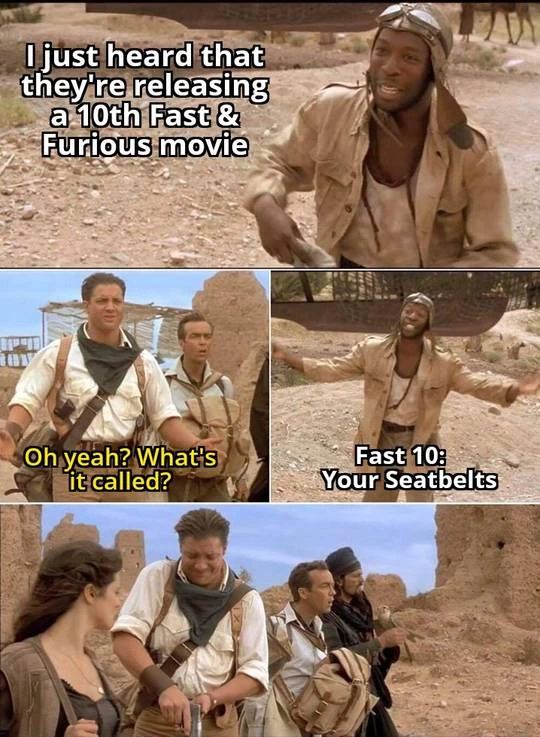 I just heard that
they're releasing
a 10th Fast &
Furious movie
Oh yeah? What's
it called?
Fast 10:
Your Seatbelts